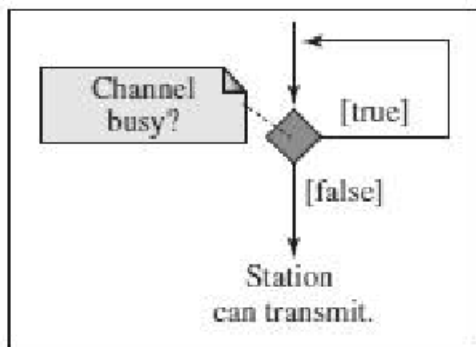 Channel
busy?
[true]
[false]
Station
can transmit.